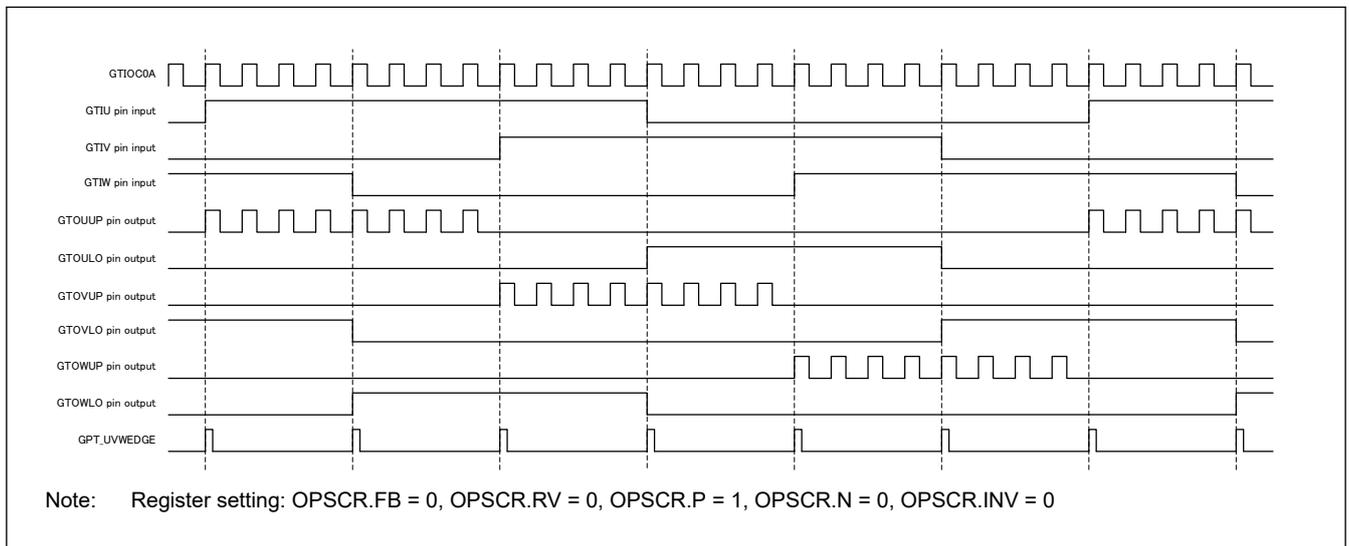 GTIOC0A
GTIU pin input
GTIV pin input
GTIW pin input
GTOUUP pin output
GTOULO pin output
GTOVUP pin output
GTOVLO pin output
GTOWUP pin output
GTOWLO pin output
GPT_UVWEDGE
Note: Register setting: OPSCR.FB = 0, OPSCR.RV = 0, OPSCR.P = 1, OPSCR.N = 0, OPSCR.INV = 0